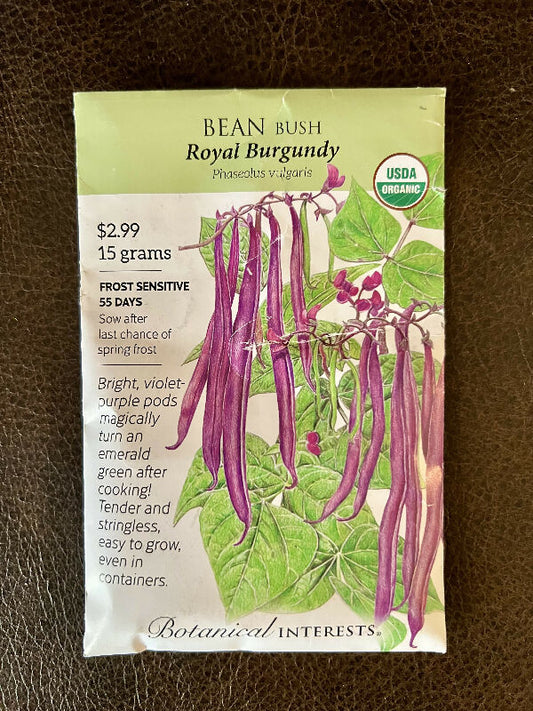 BEAN BUSH
Royal Burgundy
Phaseolus vulgaris
USDA
ORGANIC
$2.99
15 grams
FROST SENSITIVE
55 DAYS
Sow after
last chance of
spring frost
Bright, violet-
purple pods
magically
turn an
emerald
green after
cooking!
Tender and
stringless,
easy to grow,
even in
containers.
Botanical INTERESTS®